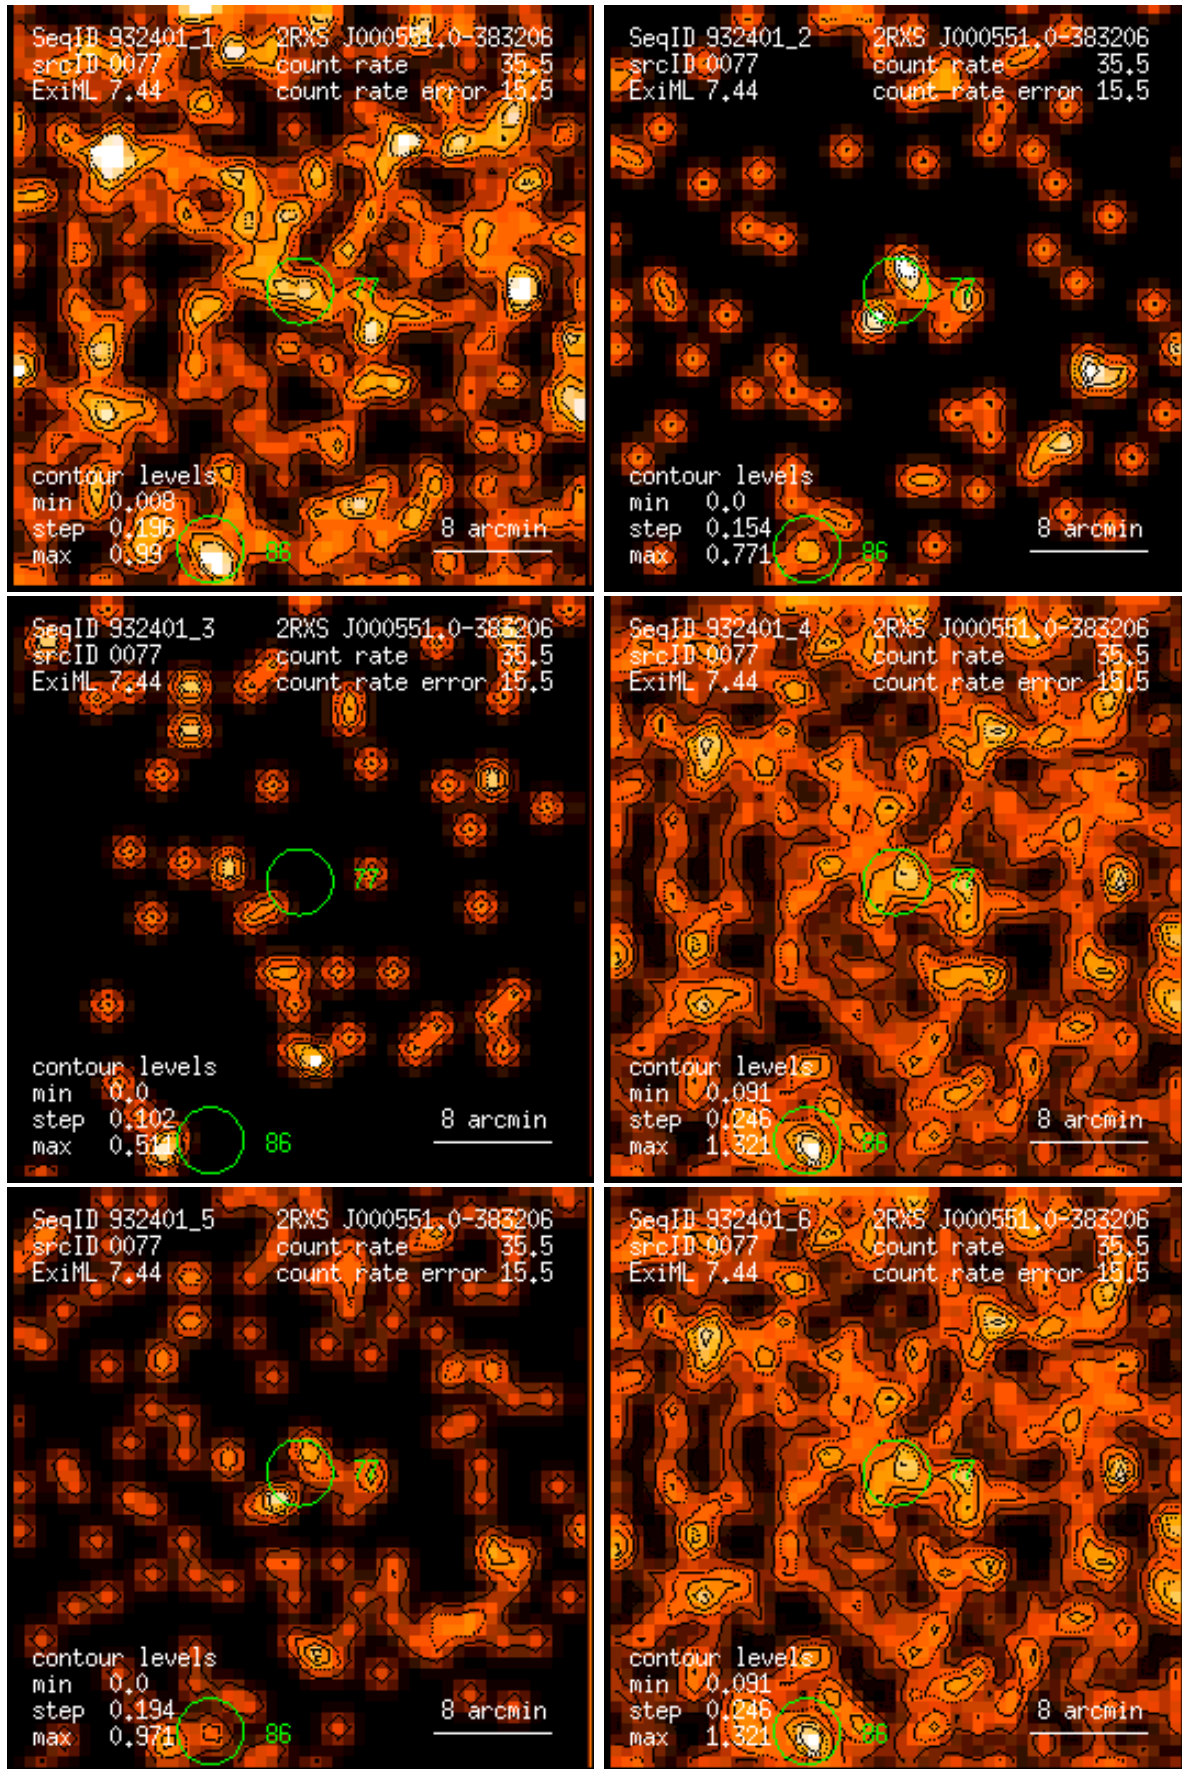 SeqID 932401_1 2RXS J000551.0-383206
srcID 0077 count rate 35.5
ExiML 7.44 count rate error 15.5
77
contour levels
min 0.008
step 0.196 8 arcmin
max 0.99 86
SeqID 932401_2 2RXS J000551.0-383206
srcID 0077 count rate 35.5
ExiML 7.44 count rate error 15.5
77
contour levels
min 0.0
step 0.154 8 arcmin
max 0.771 86
SeqID 932401_3 2RXS J000551.0-383206
srcID 0077 count rate 35.5
ExiML 7.44 count rate error 15.5
77
contour levels
min 0.0
step 0.102 8 arcmin
max 0.511 86
SeqID 932401_4 2RXS J000551.0-383206
srcID 0077 count rate 35.5
ExiML 7.44 count rate error 15.5
77
contour levels
min 0.091
step 0.246 8 arcmin
max 1.321 86
SeqID 932401_5 2RXS J000551.0-383206
srcID 0077 count rate 35.5
ExiML 7.44 count rate error 15.5
77
contour levels
min 0.0
step 0.194 8 arcmin
max 0.971 86
SeqID 932401_6 2RXS J000551.0-383206
srcID 0077 count rate 35.5
ExiML 7.44 count rate error 15.5
77
contour levels
min 0.091
step 0.246 8 arcmin
max 1.321 86